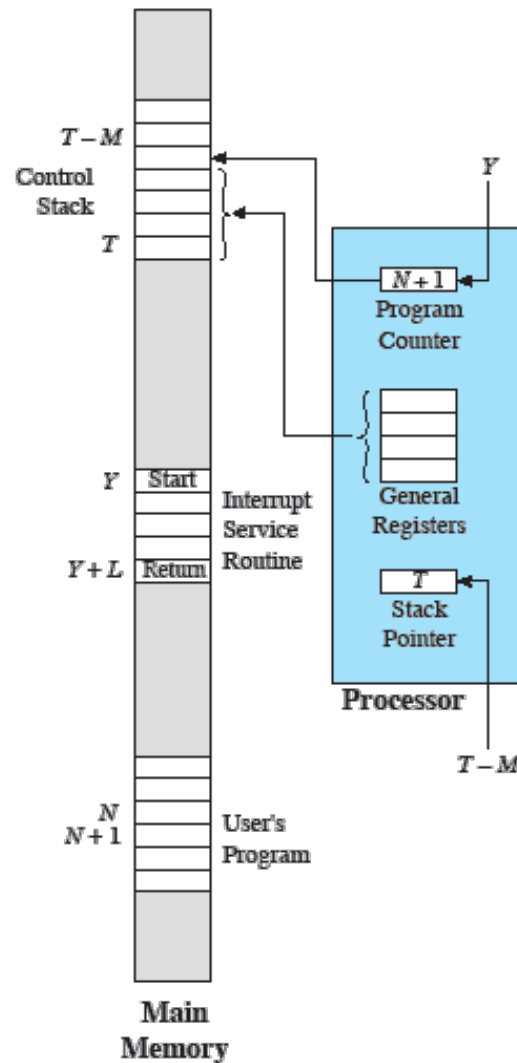 T – M
Control
Stack
T
Y
Start
Interrupt
Service
Routine
Y + L
Return
N
N + 1
User's
Program
Main
Memory
Y
N + 1
Program
Counter
General
Registers
T
Stack
Pointer
Processor
T – M